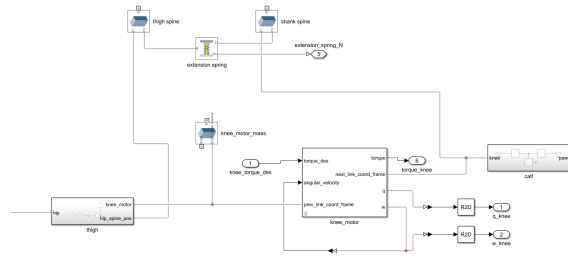 thigh spine
shank spine
extension_spring_N
5
extension spring
knee_motor_mass
1
knee_torque_des
torque_des
angular_velocity
prev_link_coord_frame
torque
next_link_coord_frame
q
w
knee_motor
6
torque_knee
knee
paw
calf
hip
knee_motor
hip_spine_pos
thigh
R2D
1
q_knee
R2D
2
w_knee